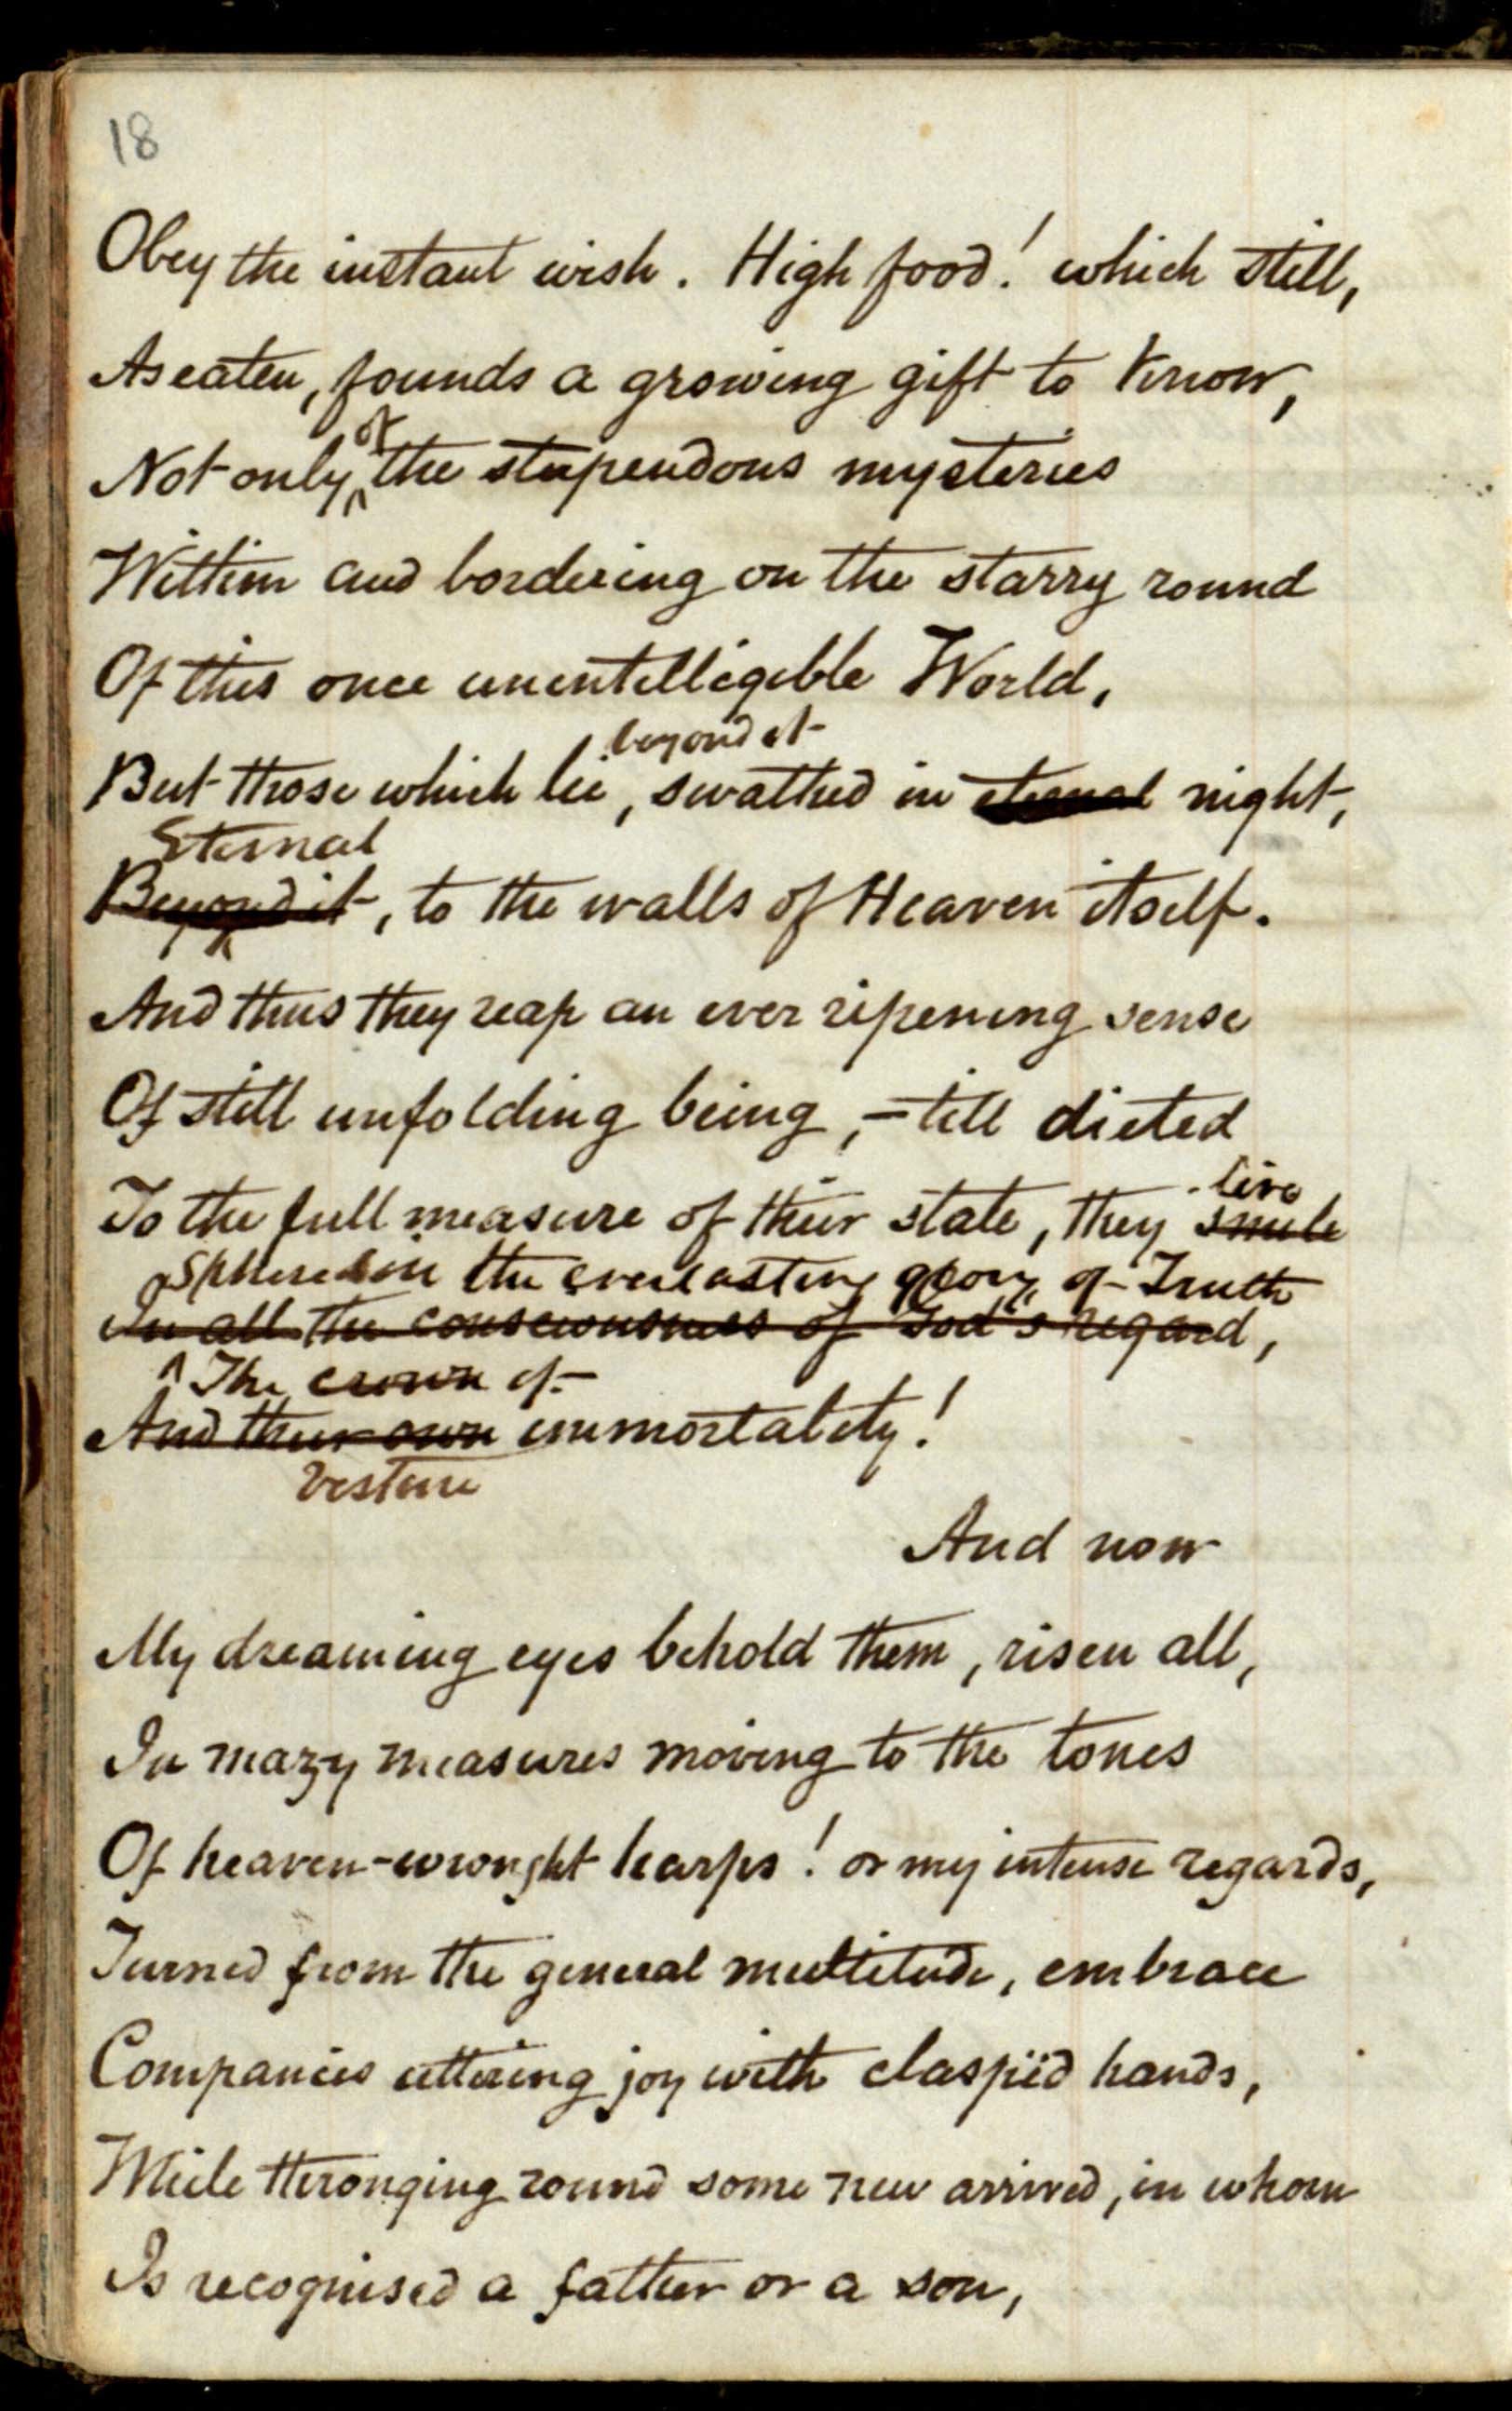 18
Obey the instant wish. High food! which still,
As eaten, founds a growing gift to know,
of
Not only the stupendous mysteries
Within and bordering on the starry round
Of this once unintelligible World,
beyond it
But those which lie, swathed in eternal night,
Eternal
Beyond it, to the walls of Heaven itself.
And thus they reap an ever ripening sense
Of still unfolding being,—till dieted
live
To the full measure of their state, they smile
Sphered in the everlasting glory of Truth
In all the consciousness of God's regard,
The crown of
And their own immortality!
Vesture
And now
My dreaming eyes behold them, risen all,
In mazy measures moving to the tones
Of heaven-wrought harps! or my intense regards,
Turned from the general multitude, embrace
Companies uttering joy with claspëd hands,
While thronging round some new arrived, in whom
Is recognised a father or a son,